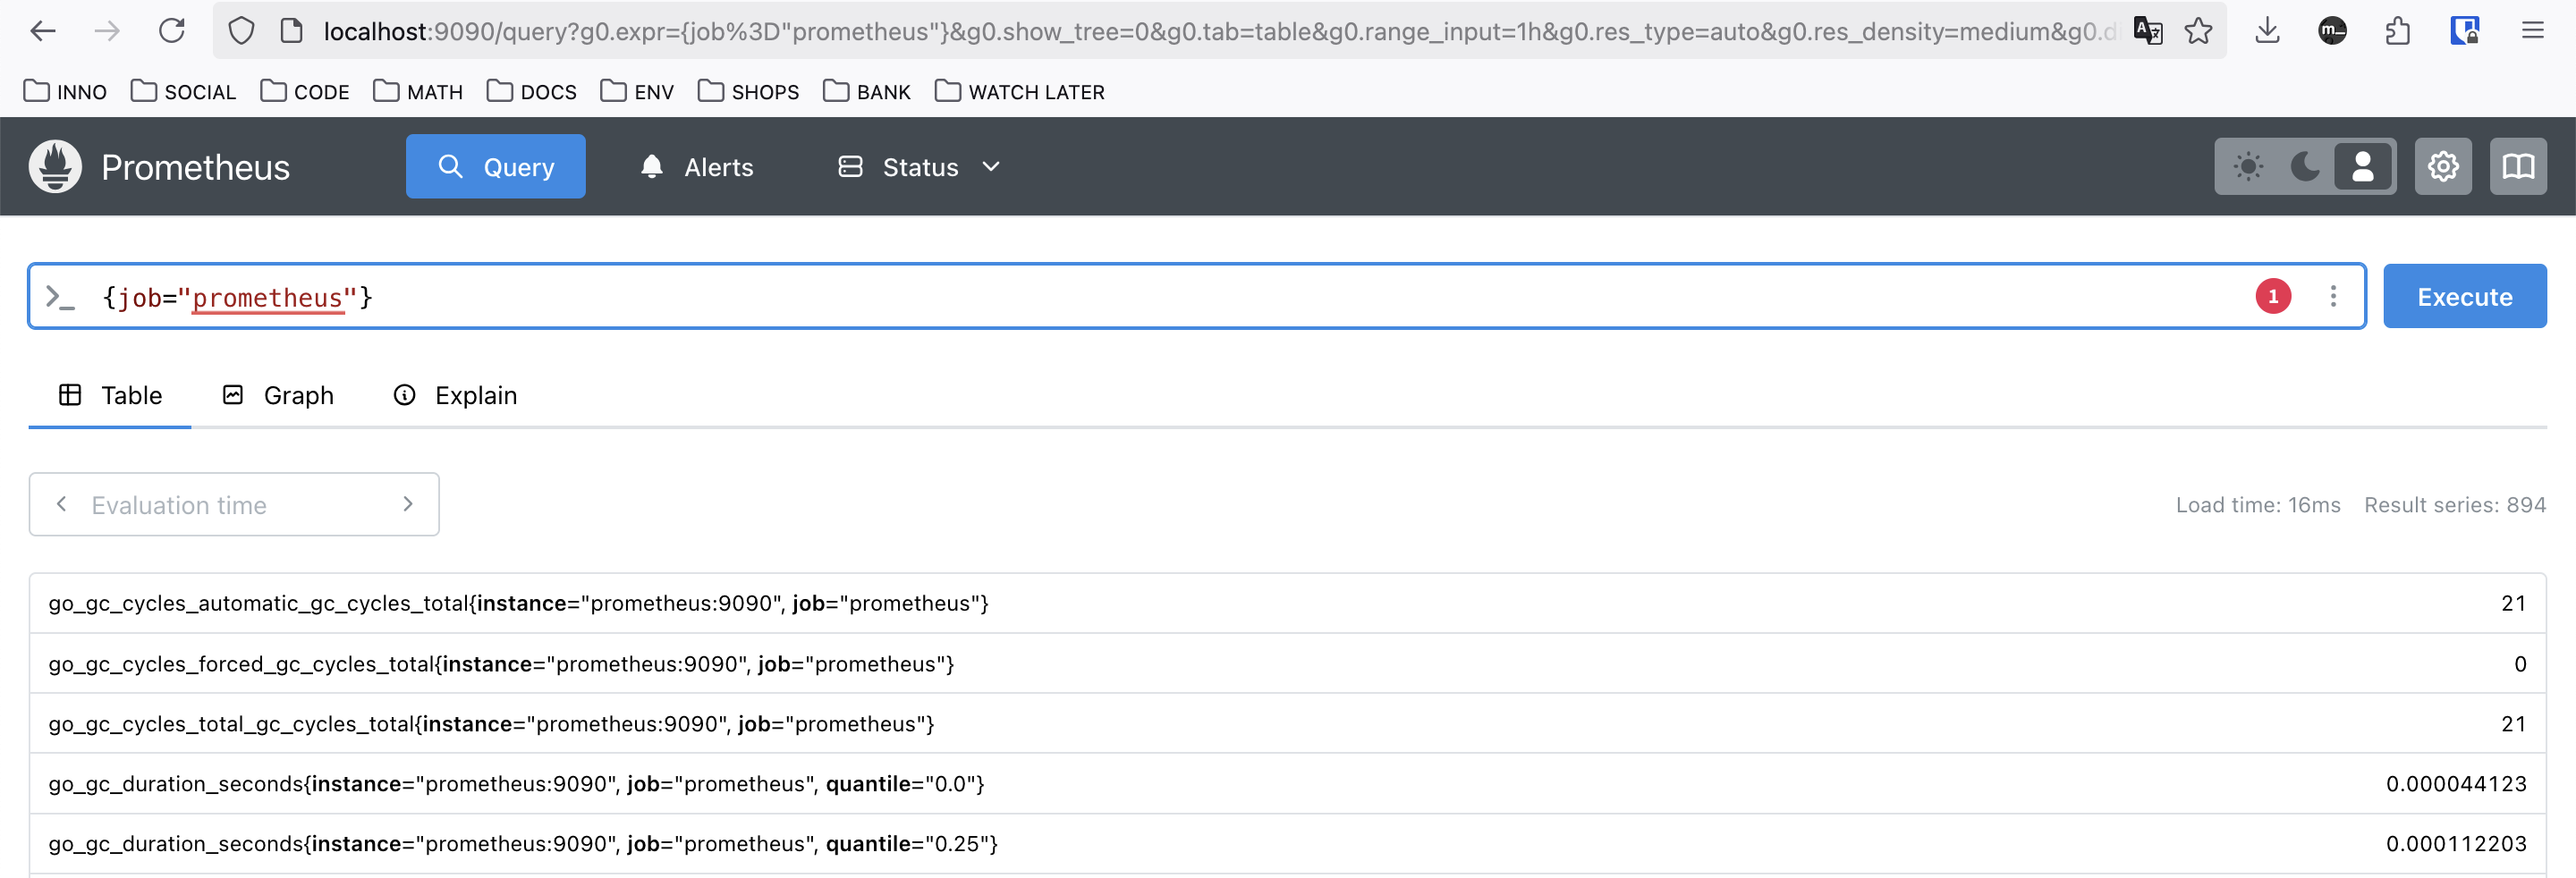 localhost:9090/query?g0.expr={job%3D"prometheus"}&g0.show_tree=0&g0.tab=table&g0.range_input=1h&g0.res_type=auto&g0.res_density=medium&g0.d
INNO SOCIAL CODE MATH DOCS ENV SHOPS BANK WATCH LATER
Prometheus Query Alerts Status
>_ {job="prometheus"} 1 Execute
Table Graph Explain
Evaluation time Load time: 16ms Result series: 894
go_gc_cycles_automatic_gc_cycles_total{instance="prometheus:9090", job="prometheus"} 21
go_gc_cycles_forced_gc_cycles_total{instance="prometheus:9090", job="prometheus"} 0
go_gc_cycles_total_gc_cycles_total{instance="prometheus:9090", job="prometheus"} 21
go_gc_duration_seconds{instance="prometheus:9090", job="prometheus", quantile="0.0"} 0.000044123
go_gc_duration_seconds{instance="prometheus:9090", job="prometheus", quantile="0.25"} 0.000112203